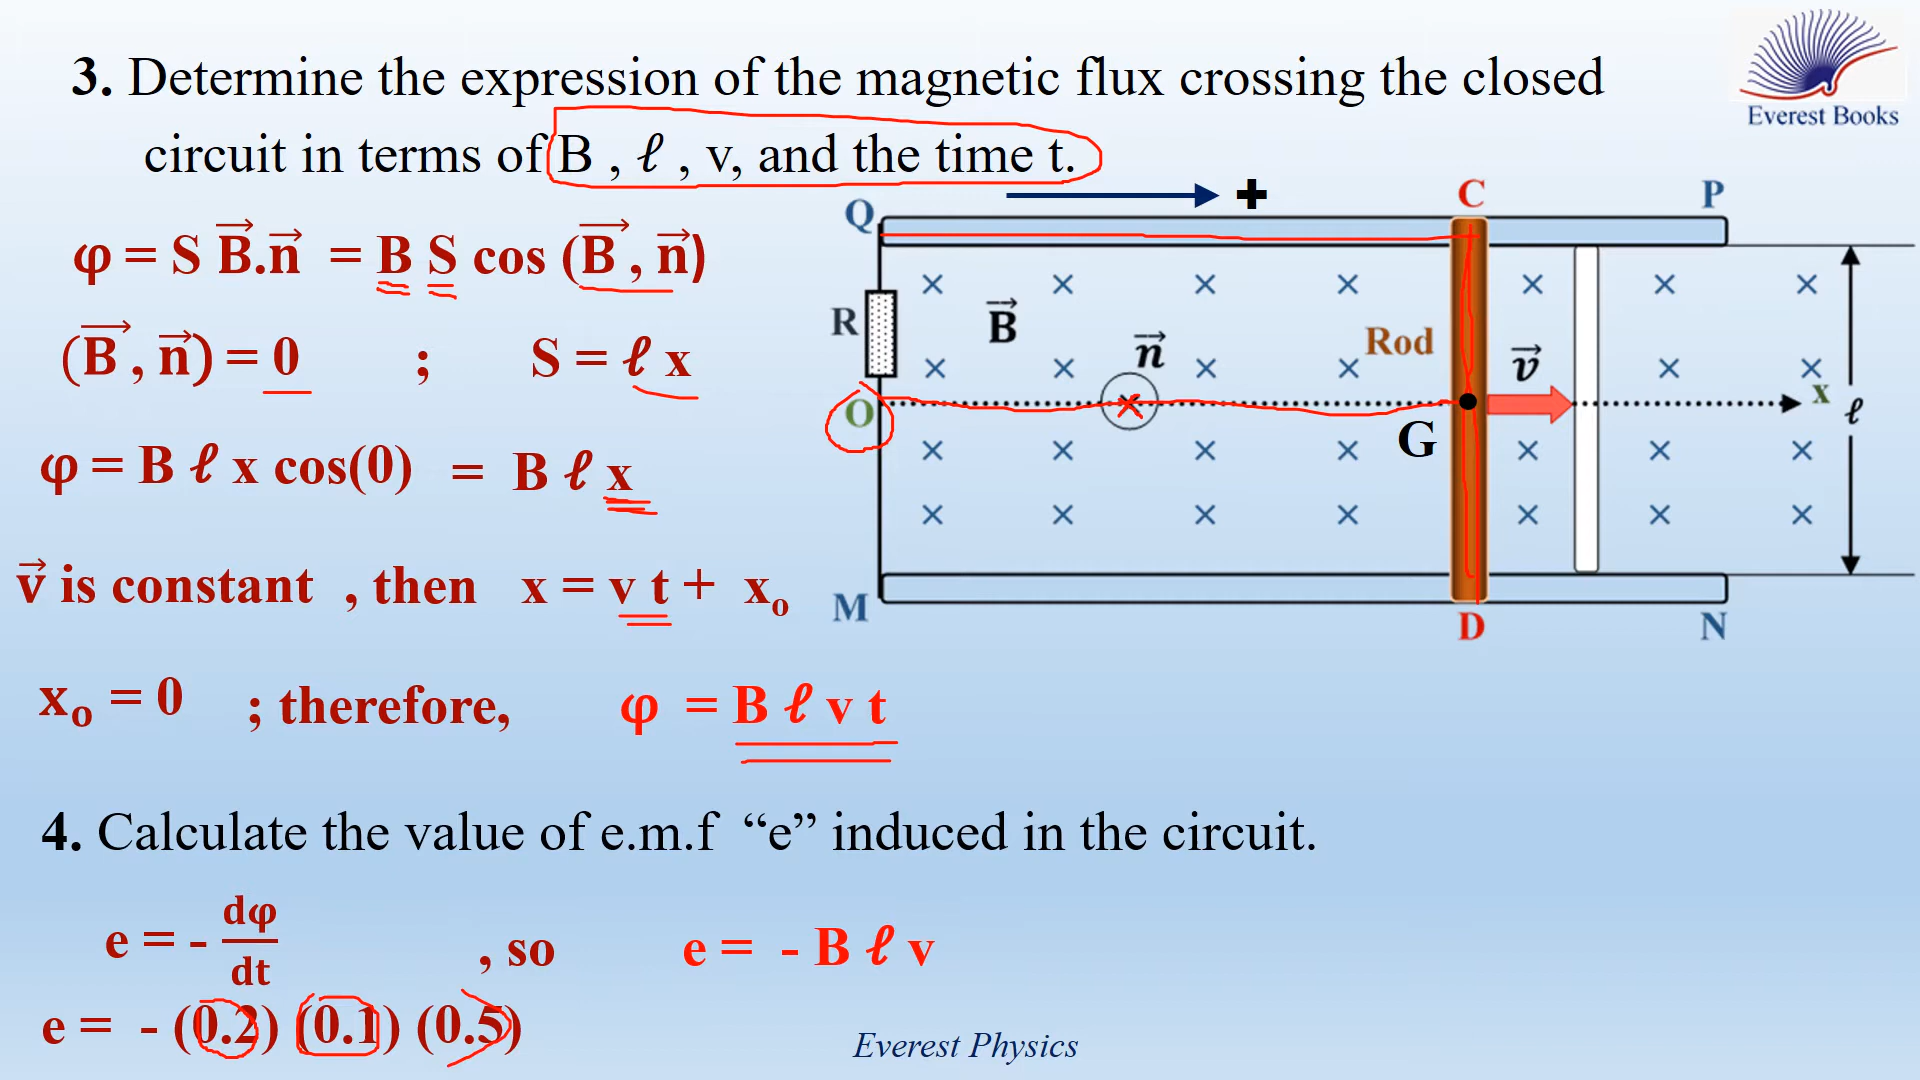 3. Determine the expression of the magnetic flux crossing the closed
circuit in terms of B , ℓ , v, and the time t.
Everest Books
φ = S B⃗.n⃗ = B S cos (B⃗ , n⃗)
(B⃗ , n⃗) = 0 ; S = ℓ x
φ = B ℓ x cos(0) = B ℓ x
v⃗ is constant , then x = v t + xₒ
xₒ = 0 ; therefore, φ = B ℓ v t
+
Q
C
P
R
B⃗
n⃗
Rod
v⃗
O
G
x
ℓ
M
D
N
4. Calculate the value of e.m.f “e” induced in the circuit.
e = - dφ/dt , so e = - B ℓ v
e = - (0.2) (0.1) (0.5)
Everest Physics